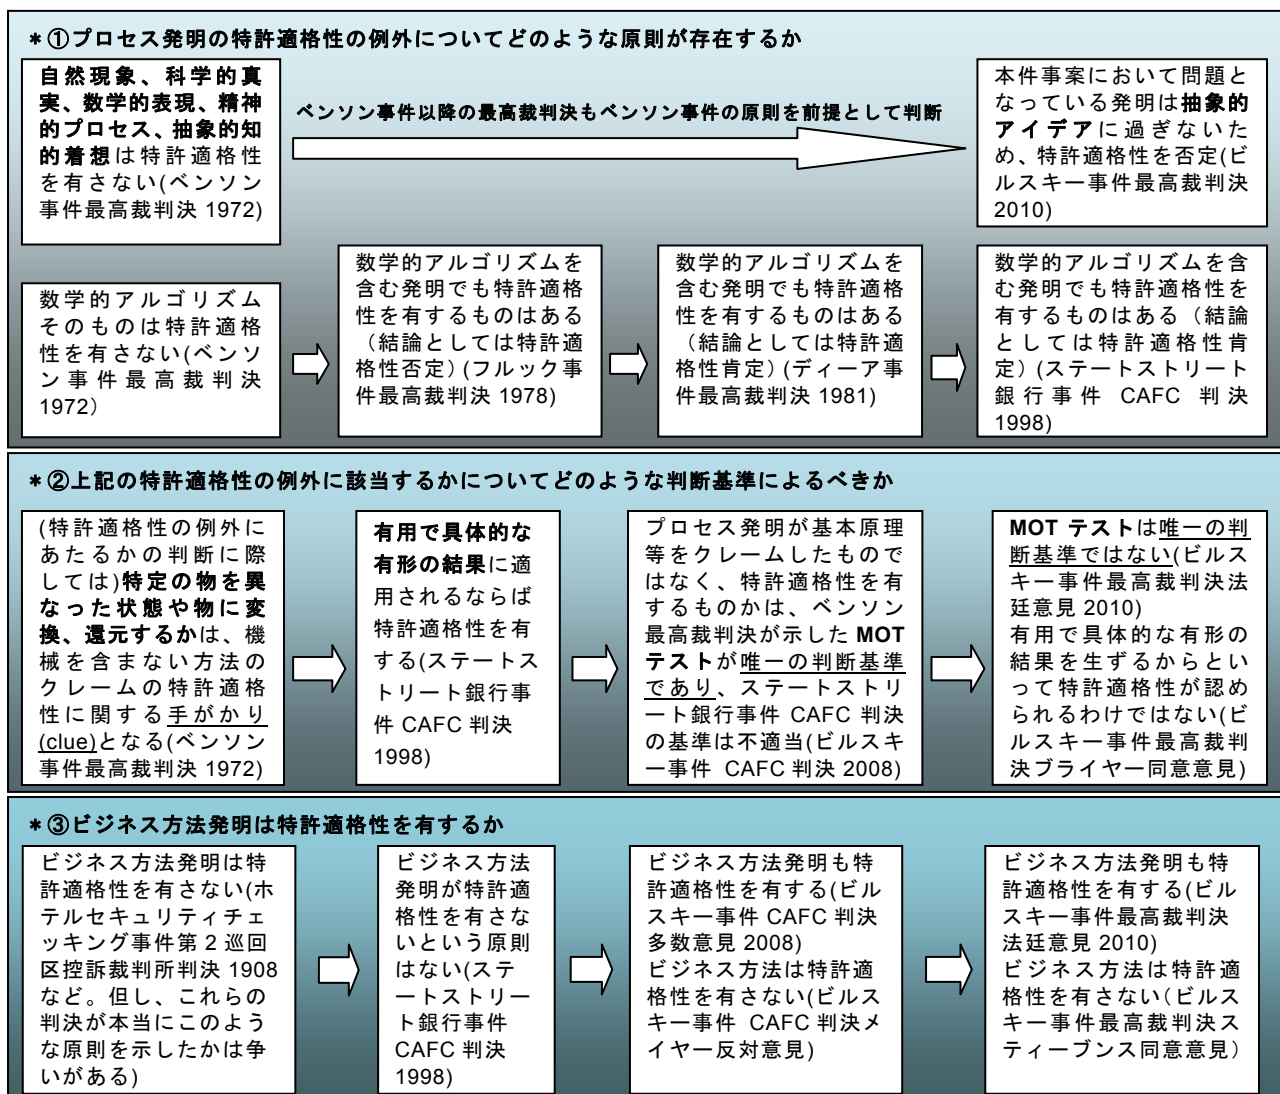 ＊①プロセス発明の特許適格性の例外についてどのような原則が存在するか
自然現象、科学的真
実、数学的表現、精神
的プロセス、抽象的知
的着想は特許適格性
を有さない(ベンソン
事件最高裁判決 1972)
ベンソン事件以降の最高裁判決もベンソン事件の原則を前提として判断
本件事案において問題と
なっている発明は抽象的
アイデアに過ぎないた
め、特許適格性を否定(ビ
ルスキー事件最高裁判決
2010)
数学的アルゴリズム
そのものは特許適格
性を有さない(ベンソ
ン事件最高裁判決
1972）
数学的アルゴリズムを
含む発明でも特許適格
性を有するものはある
（結論としては特許適
格性否定）(フルック事
件最高裁判決 1978)
数学的アルゴリズムを
含む発明でも特許適格
性を有するものはある
（結論としては特許適
格性肯定）(ディーア事
件最高裁判決 1981)
数学的アルゴリズムを含
む発明でも特許適格性を
有するものはある（結論
としては特許適格性肯
定）(ステートストリート
銀行事件 CAFC 判決
1998)
＊②上記の特許適格性の例外に該当するかについてどのような判断基準によるべきか
(特許適格性の例外に
あたるかの判断に際
しては)特定の物を異
なった状態や物に変
換、還元するかは、機
械を含まない方法の
クレームの特許適格
性に関する手がかり
(clue)となる(ベンソン
事件最高裁判決 1972)
有用で具体的な
有形の結果に適
用されるならば
特許適格性を有
する(ステートス
トリート銀行事
件 CAFC 判決
1998)
プロセス発明が基本原理
等をクレームしたもので
はなく、特許適格性を有
するものかは、ベンソン
最高裁判決が示した MOT
テストが唯一の判断基準
であり、ステートストリ
ート銀行事件 CAFC 判決
の基準は不適当(ビルスキ
ー事件 CAFC 判決 2008)
MOT テストは唯一の判
断基準ではない(ビルス
キー事件最高裁判決法
廷意見 2010)
有用で具体的な有形の
結果を生ずるからとい
って特許適格性が認め
られるわけではない(ビ
ルスキー事件最高裁判
決ブライヤー同意意見)
＊③ビジネス方法発明は特許適格性を有するか
ビジネス方法発明は特
許適格性を有さない(ホ
テルセキュリティチェ
ッキング事件第 2 巡回
区控訴裁判所判決 1908
など。但し、これらの
判決が本当にこのよう
な原則を示したかは争
いがある)
ビジネス方法
発明が特許適
格性を有さな
いという原則
はない(ステ
ートストリー
ト銀行事件
CAFC 判決
1998)
ビジネス方法発明も特
許適格性を有する(ビル
スキー事件 CAFC 判決
多数意見 2008)
ビジネス方法は特許適
格性を有さない(ビルス
キー事件 CAFC 判決メ
イヤー反対意見)
ビジネス方法発明も特
許適格性を有する(ビル
スキー事件最高裁判決
法廷意見 2010)
ビジネス方法は特許適
格性を有さない（ビルス
キー事件最高裁判決ス
ティーブンス同意意見）